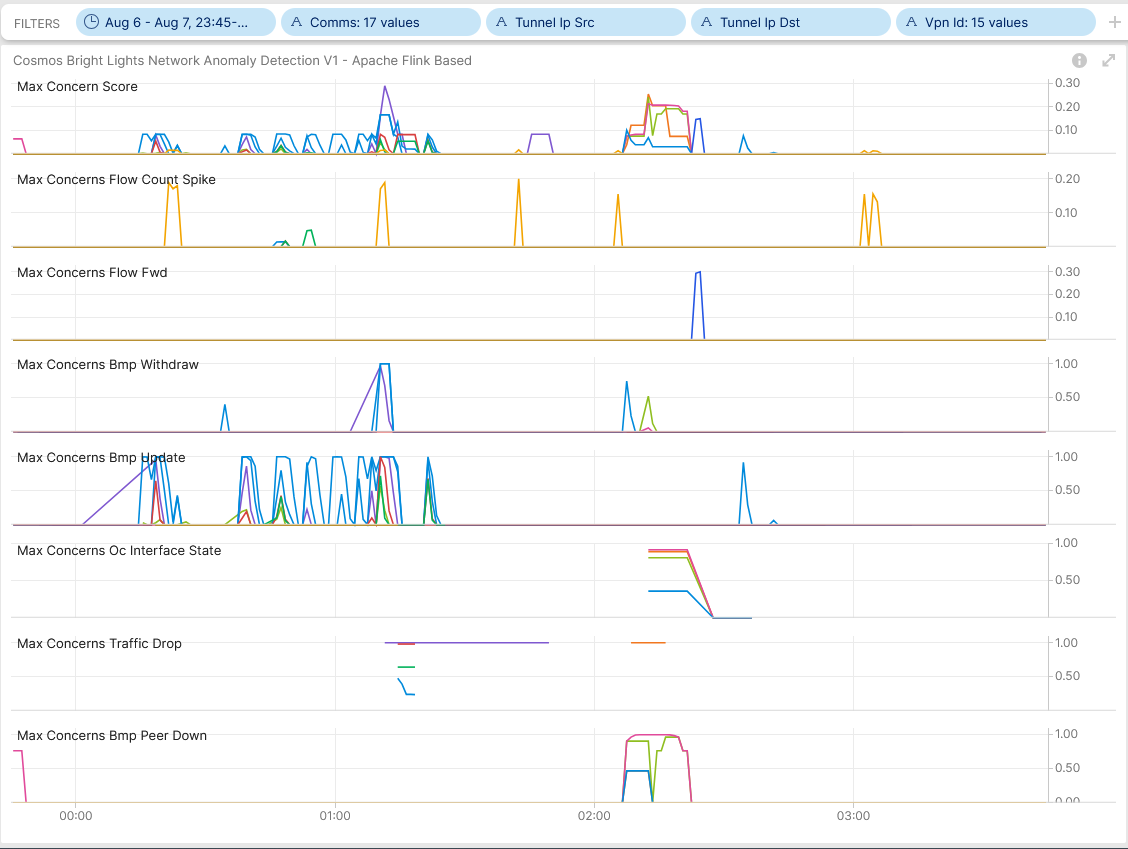 FILTERS Aug 6 - Aug 7, 23:45-... Comms: 17 values Tunnel Ip Src Tunnel Ip Dst Vpn Id: 15 values
Cosmos Bright Lights Network Anomaly Detection V1 - Apache Flink Based
Max Concern Score
0.30
0.20
0.10
Max Concerns Flow Count Spike
0.20
0.10
Max Concerns Flow Fwd
0.30
0.20
0.10
Max Concerns Bmp Withdraw
1.00
0.50
Max Concerns Bmp Update
1.00
0.50
Max Concerns Oc Interface State
1.00
0.50
Max Concerns Traffic Drop
1.00
0.50
Max Concerns Bmp Peer Down
1.00
0.50
0.00
00:00 01:00 02:00 03:00